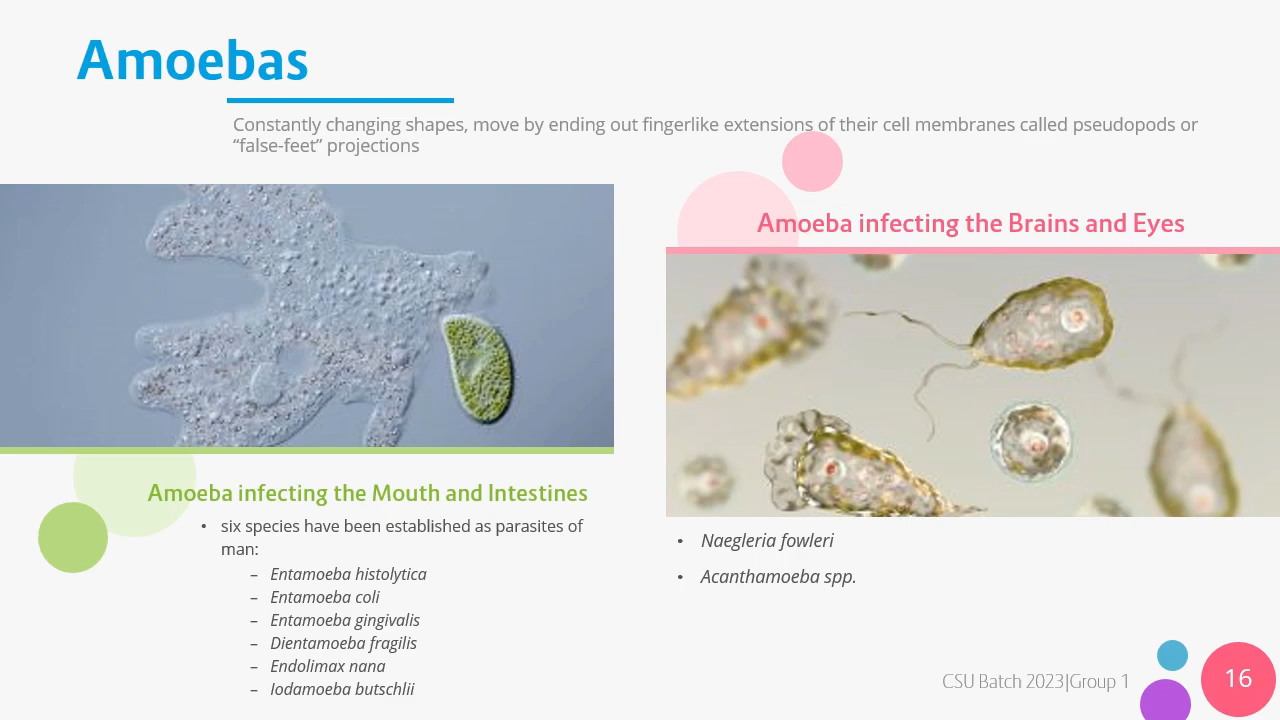 Amoebas
Constantly changing shapes, move by ending out fingerlike extensions of their cell membranes called pseudopods or
“false-feet” projections
Amoeba infecting the Mouth and Intestines
• six species have been established as parasites of
man:
– Entamoeba histolytica
– Entamoeba coli
– Entamoeba gingivalis
– Dientamoeba fragilis
– Endolimax nana
– Iodamoeba butschlii
Amoeba infecting the Brains and Eyes
• Naegleria fowleri
• Acanthamoeba spp.
CSU Batch 2023|Group 1
16